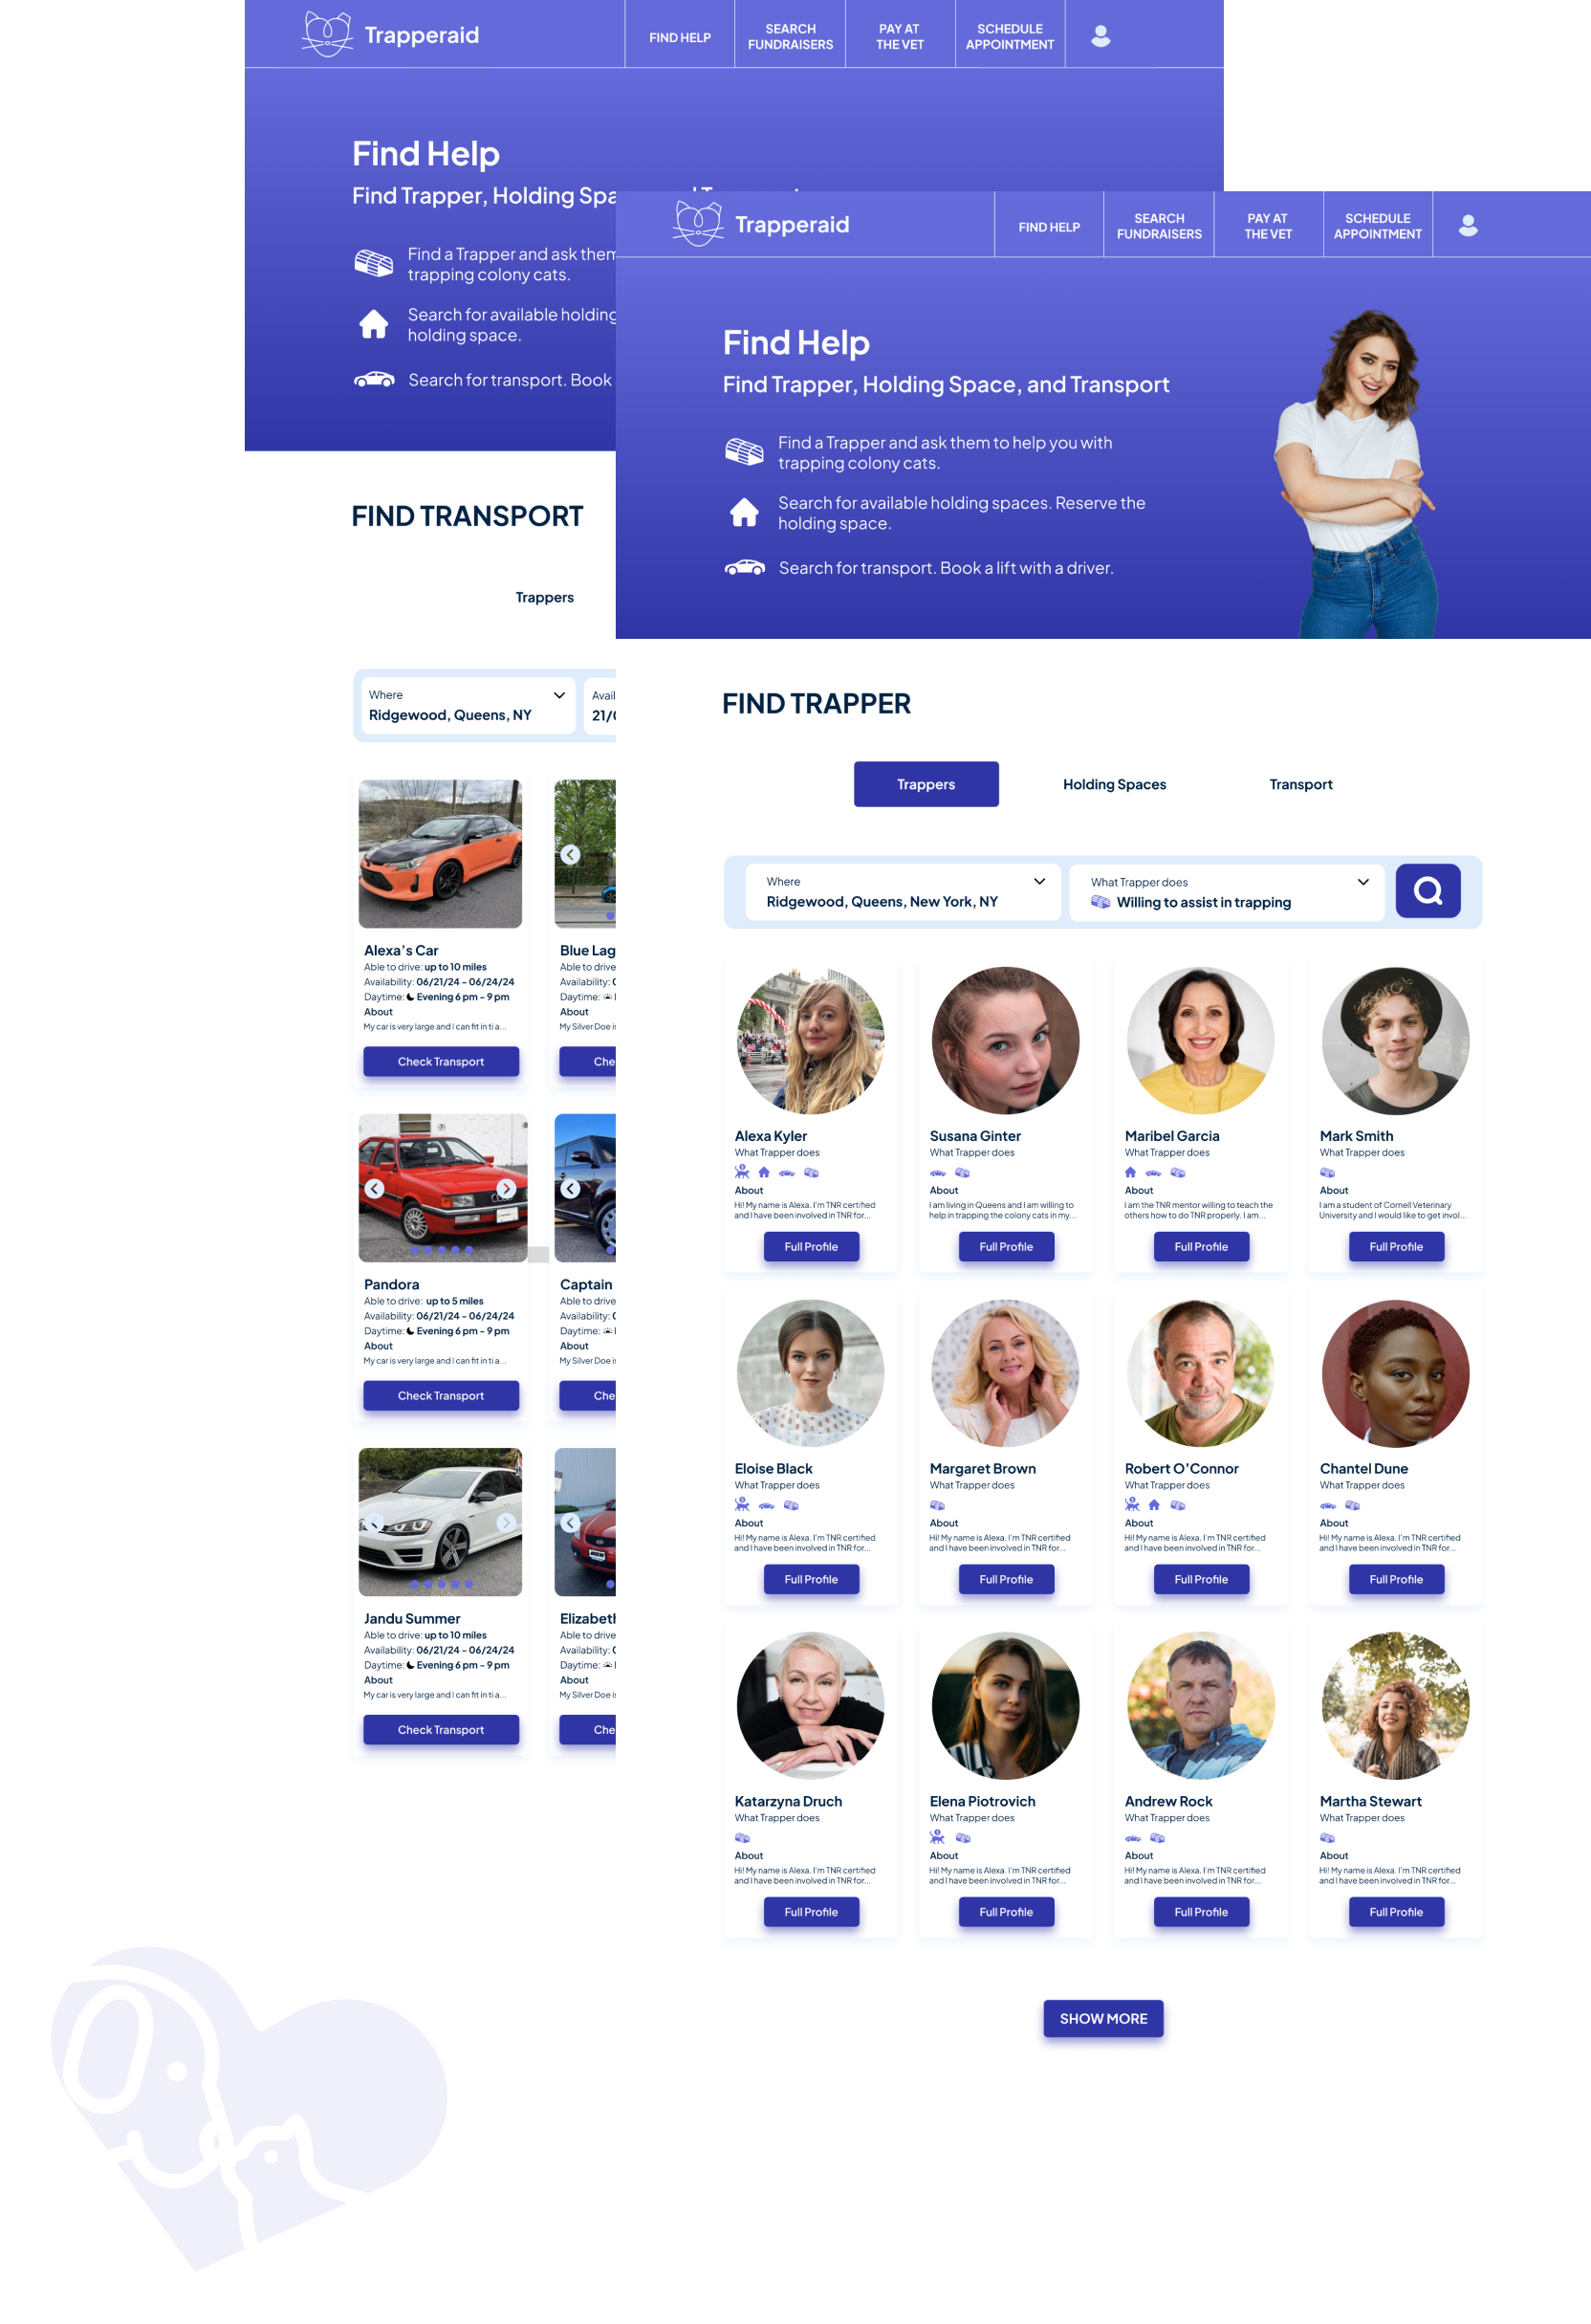 Trapperaid
FIND HELP
SEARCH
FUNDRAISERS
PAY AT
THE VET
SCHEDULE
APPOINTMENT
Find Help
Find Trapper, Holding Spa
Find a Trapper and ask them
trapping colony cats.
Search for available holding
holding space.
Search for transport. Book
FIND TRANSPORT
Trappers
Where
Ridgewood, Queens, NY
Avail
21/0
Alexa's Car
Able to drive: up to 10 miles
Availability: 06/21/24 - 06/24/24
Daytime: Evening 6 pm - 9 pm
About
My car is very large and I can fit in ti a...
Check Transport
Blue Lag
Able to drive
Availability: 0
Daytime:
About
My Silver Doe is
Che
Pandora
Able to drive: up to 5 miles
Availability: 06/21/24 - 06/24/24
Daytime: Evening 6 pm - 9 pm
About
My car is very large and I can fit in ti a...
Check Transport
Captain
Able to drive
Availability: 0
Daytime:
About
My Silver Doe is
Che
Jandu Summer
Able to drive: up to 10 miles
Availability: 06/21/24 - 06/24/24
Daytime: Evening 6 pm - 9 pm
About
My car is very large and I can fit in ti a...
Check Transport
Elizabeth
Able to drive
Availability: 0
Daytime:
About
My Silver Doe is
Che
Trapperaid
FIND HELP
SEARCH
FUNDRAISERS
PAY AT
THE VET
SCHEDULE
APPOINTMENT
Find Help
Find Trapper, Holding Space, and Transport
Find a Trapper and ask them to help you with
trapping colony cats.
Search for available holding spaces. Reserve the
holding space.
Search for transport. Book a lift with a driver.
FIND TRAPPER
Trappers
Holding Spaces
Transport
Where
Ridgewood, Queens, New York, NY
What Trapper does
Willing to assist in trapping
Alexa Kyler
What Trapper does
About
Hi! My name is Alexa. I'm TNR certified
and I have been involved in TNR for...
Full Profile
Susana Ginter
What Trapper does
About
I am living in Queens and I am willing to
help in trapping the colony cats in my...
Full Profile
Maribel Garcia
What Trapper does
About
I am the TNR mentor willing to teach the
others how to do TNR properly. I am...
Full Profile
Mark Smith
What Trapper does
About
I am a student of Cornell Veterinary
University and I would like to get invol...
Full Profile
Eloise Black
What Trapper does
About
Hi! My name is Alexa. I'm TNR certified
and I have been involved in TNR for...
Full Profile
Margaret Brown
What Trapper does
About
Hi! My name is Alexa. I'm TNR certified
and I have been involved in TNR for...
Full Profile
Robert O'Connor
What Trapper does
About
Hi! My name is Alexa. I'm TNR certified
and I have been involved in TNR for...
Full Profile
Chantel Dune
What Trapper does
About
Hi! My name is Alexa. I'm TNR certified
and I have been involved in TNR for...
Full Profile
Katarzyna Druch
What Trapper does
About
Hi! My name is Alexa. I'm TNR certified
and I have been involved in TNR for...
Full Profile
Elena Piotrovich
What Trapper does
About
Hi! My name is Alexa. I'm TNR certified
and I have been involved in TNR for...
Full Profile
Andrew Rock
What Trapper does
About
Hi! My name is Alexa. I'm TNR certified
and I have been involved in TNR for...
Full Profile
Martha Stewart
What Trapper does
About
Hi! My name is Alexa. I'm TNR certified
and I have been involved in TNR for...
Full Profile
SHOW MORE